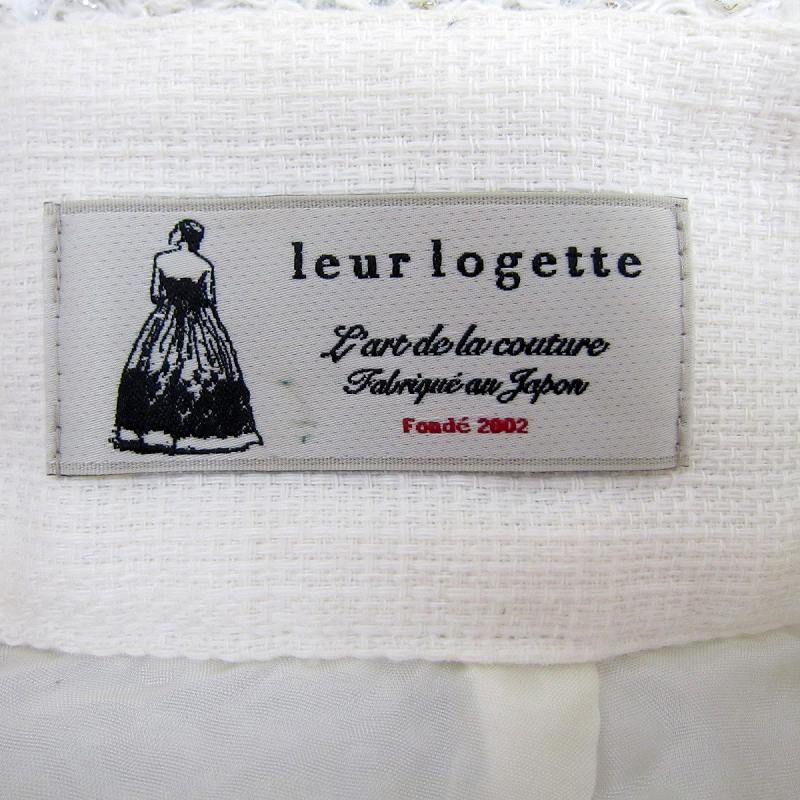 leur logette
L'art de la couture
Fabriqué au Japon
Fondé 2002